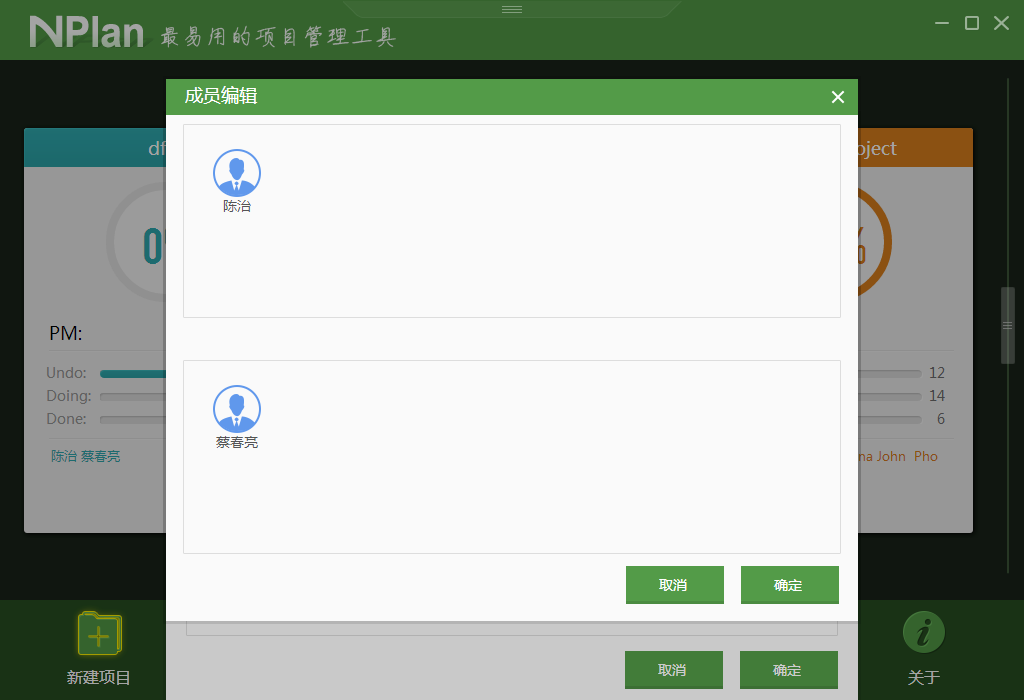 NPlan 最易用的项目管理工具
成员编辑
陈治
蔡春亮
取消 确定
df
oject
0
%
PM:
Undo:
Doing:
Done:
12
14
6
陈治 蔡春亮
na John Pho
取消 确定
新建项目
关于